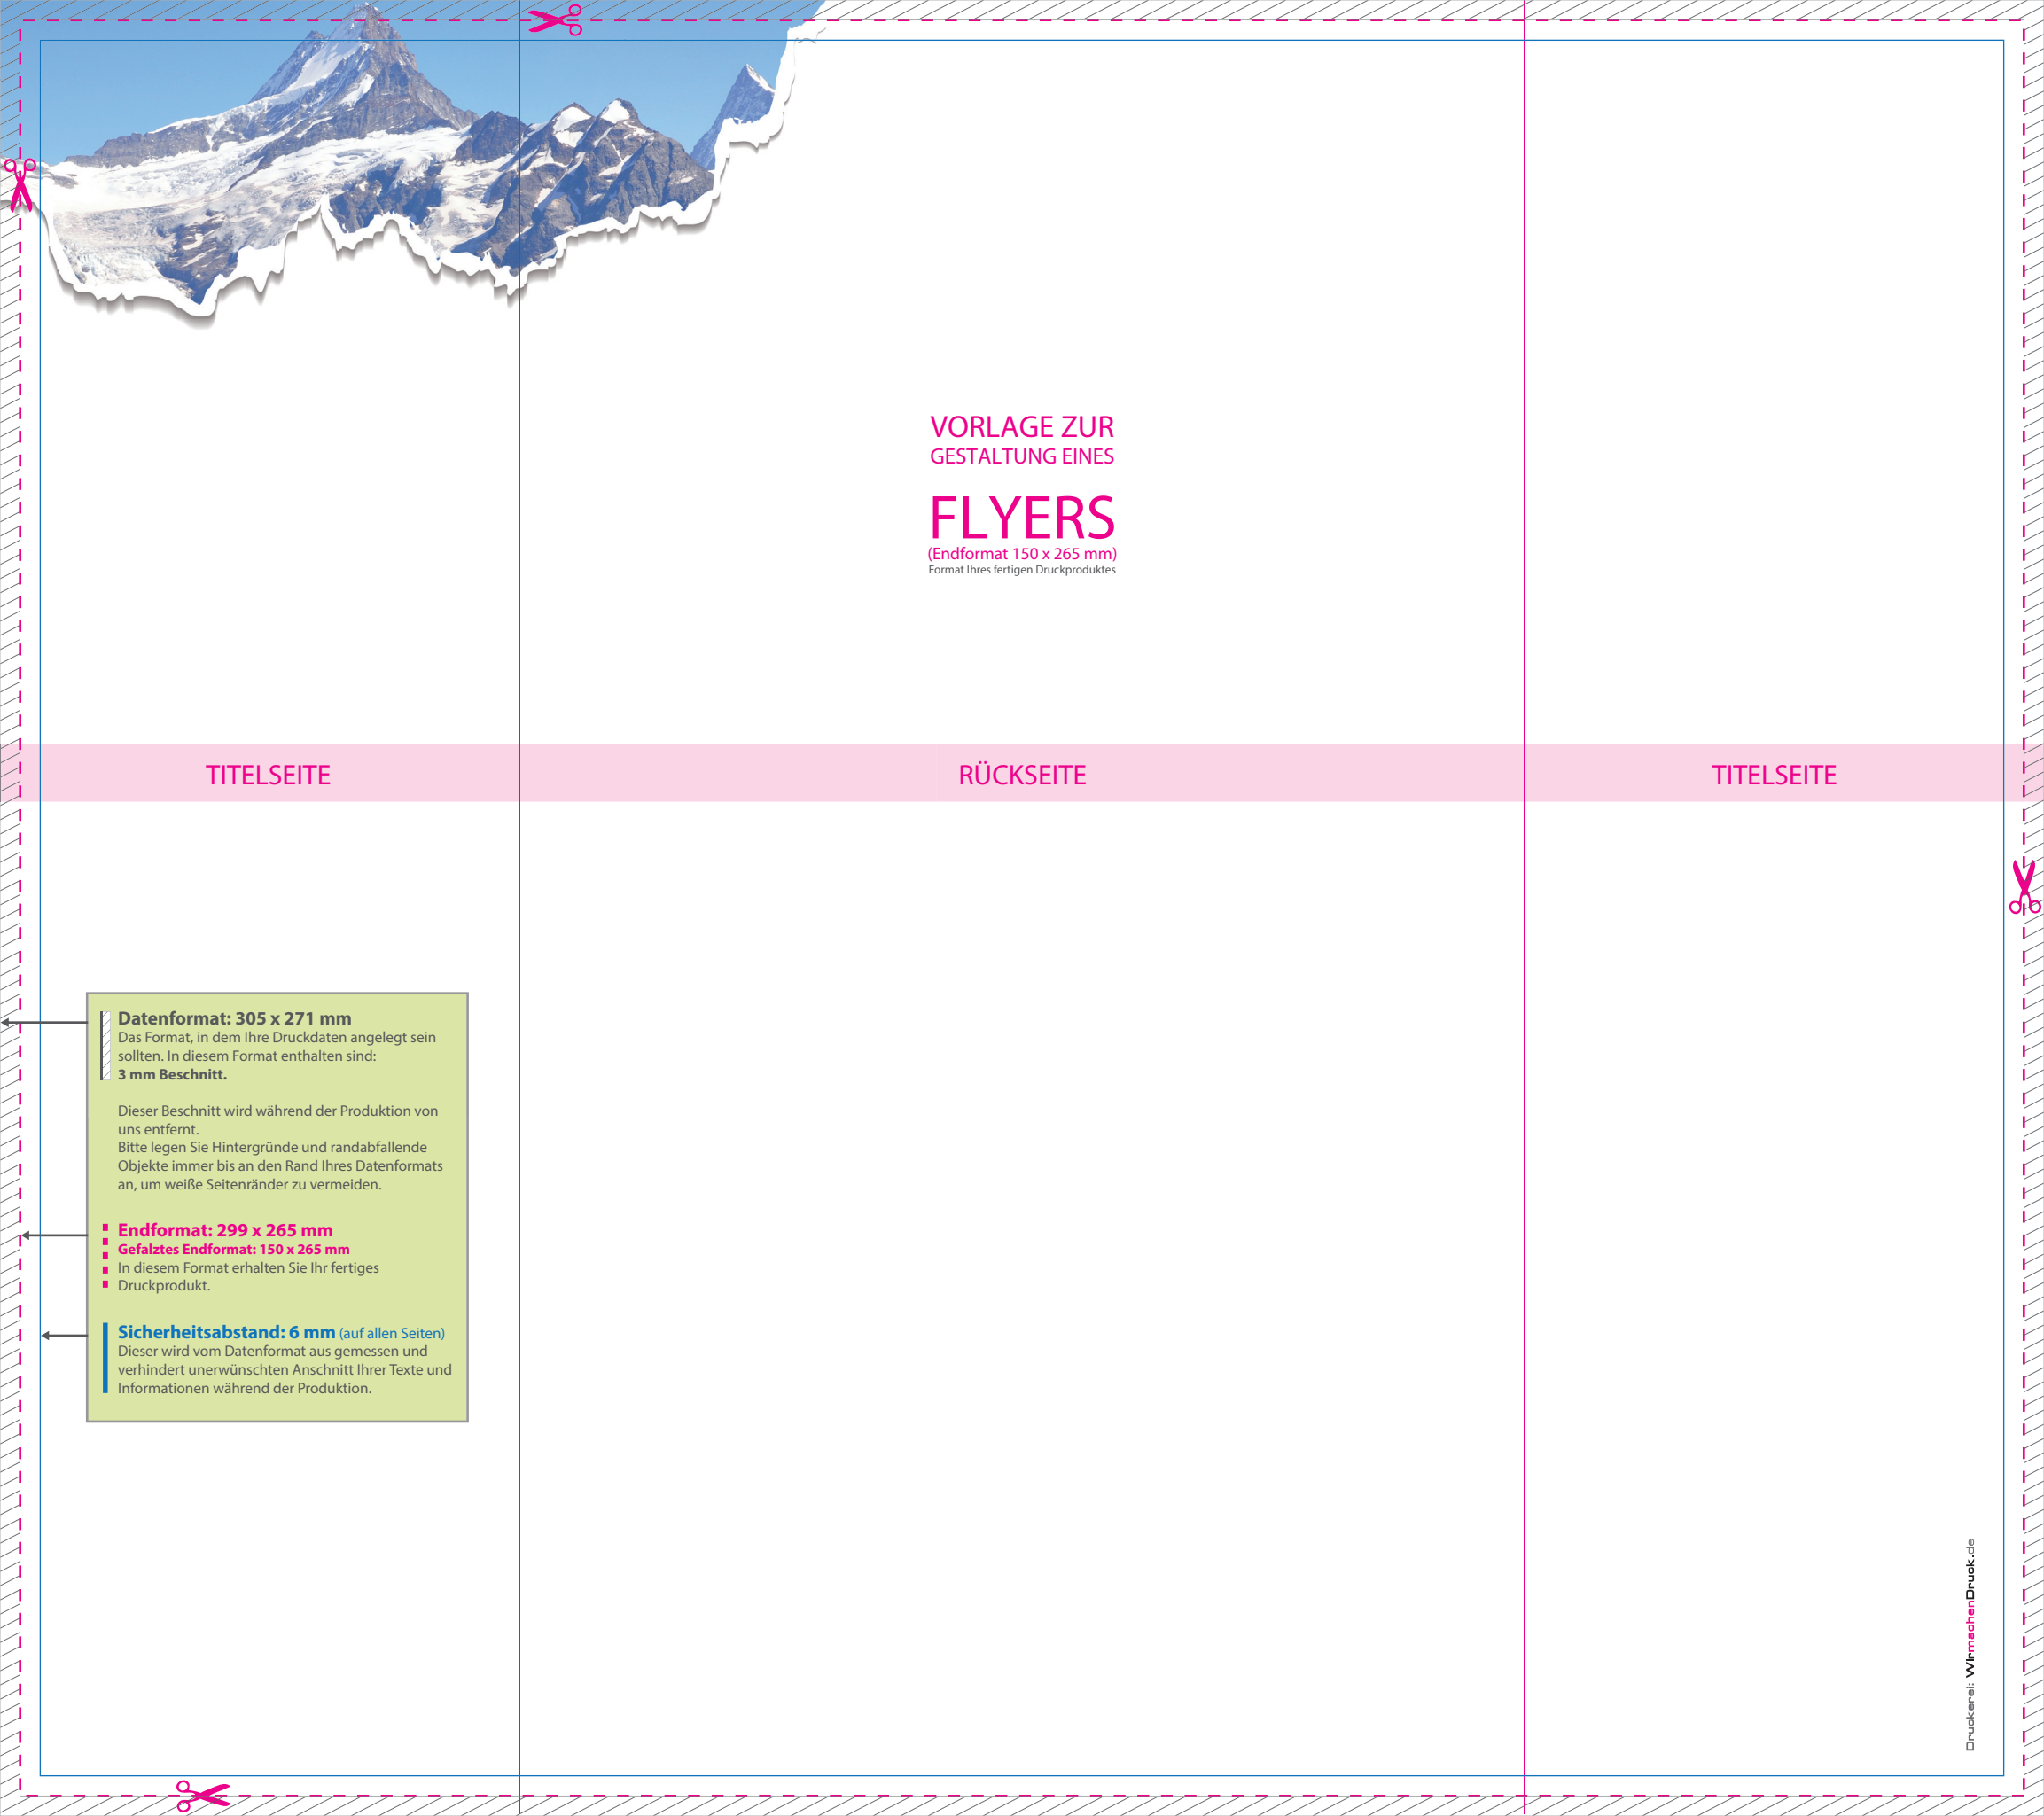 VORLAGE ZUR
GESTALTUNG EINES
FLYERS
(Endformat 150 x 265 mm)
Format Ihres fertigen Druckproduktes
TITELSEITE
RÜCKSEITE
TITELSEITE
Datenformat: 305 x 271 mm
Das Format, in dem Ihre Druckdaten angelegt sein
sollten. In diesem Format enthalten sind:
3 mm Beschnitt.
Dieser Beschnitt wird während der Produktion von
uns entfernt.
Bitte legen Sie Hintergründe und randabfallende
Objekte immer bis an den Rand Ihres Datenformats
an, um weiße Seitenränder zu vermeiden.
Endformat: 299 x 265 mm
Gefalztes Endformat: 150 x 265 mm
In diesem Format erhalten Sie Ihr fertiges
Druckprodukt.
Sicherheitsabstand: 6 mm (auf allen Seiten)
Dieser wird vom Datenformat aus gemessen und
verhindert unerwünschten Anschnitt Ihrer Texte und
Informationen während der Produktion.
Druckerei: WirmachenDruck.de